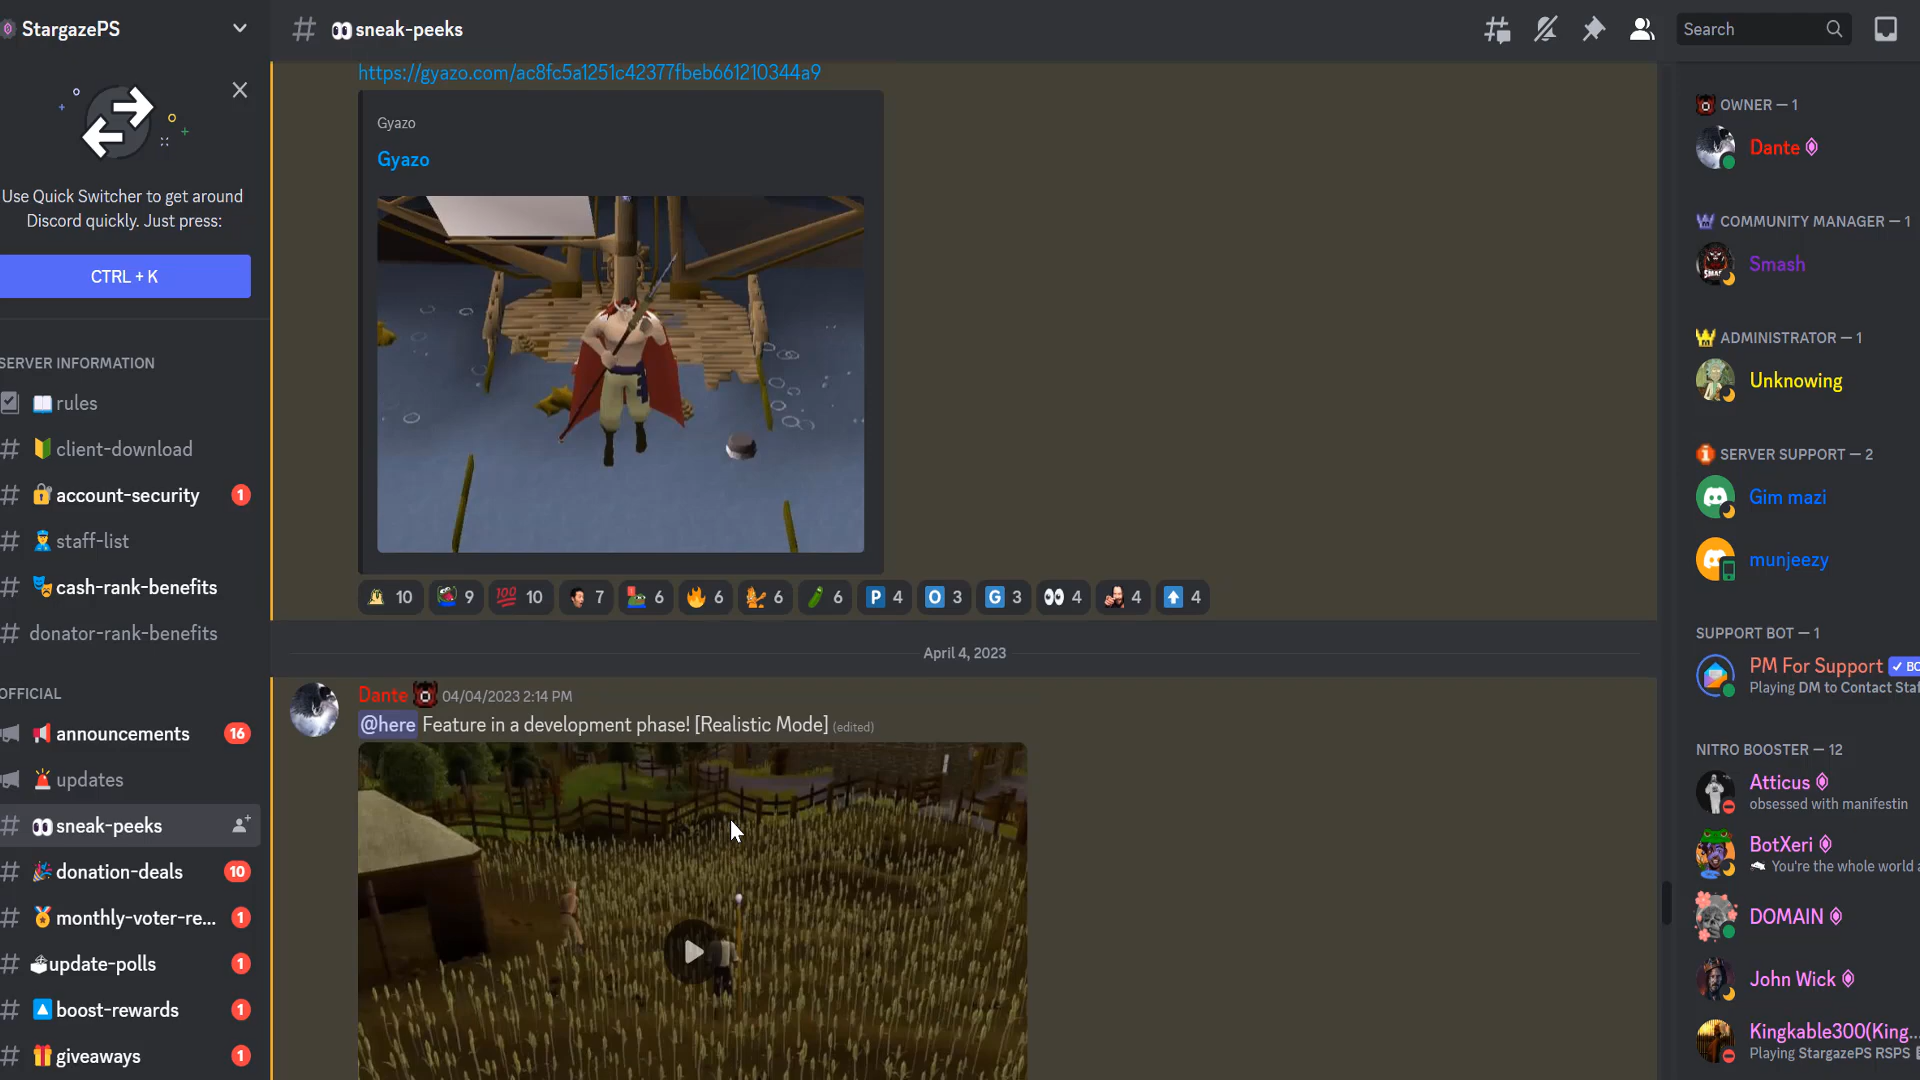 StargazePS
Use Quick Switcher to get around
Discord quickly. Just press:
CTRL + K
SERVER INFORMATION
rules
client-download
account-security 1
staff-list
cash-rank-benefits
donator-rank-benefits
OFFICIAL
announcements 16
updates
sneak-peeks
donation-deals 10
monthly-voter-re... 1
update-polls 1
boost-rewards 1
giveaways 1
sneak-peeks
Search
https://gyazo.com/ac8fc5a1251c42377fbeb661210344a9
Gyazo
Gyazo
10 9 100 10 7 6 6 6 6 P 4 O 3 G 3 4 4 4
April 4, 2023
Dante 04/04/2023 2:14 PM
@here Feature in a development phase! [Realistic Mode] (edited)
OWNER — 1
Dante
COMMUNITY MANAGER — 1
Smash
ADMINISTRATOR — 1
Unknowing
SERVER SUPPORT — 2
Gim mazi
munjeezy
SUPPORT BOT — 1
PM For Support BO
Playing DM to Contact Staf
NITRO BOOSTER — 12
Atticus
obsessed with manifestin
BotXeri
You're the whole world a
DOMAIN
John Wick
Kingkable300(King...
Playing StargazePS RSPS